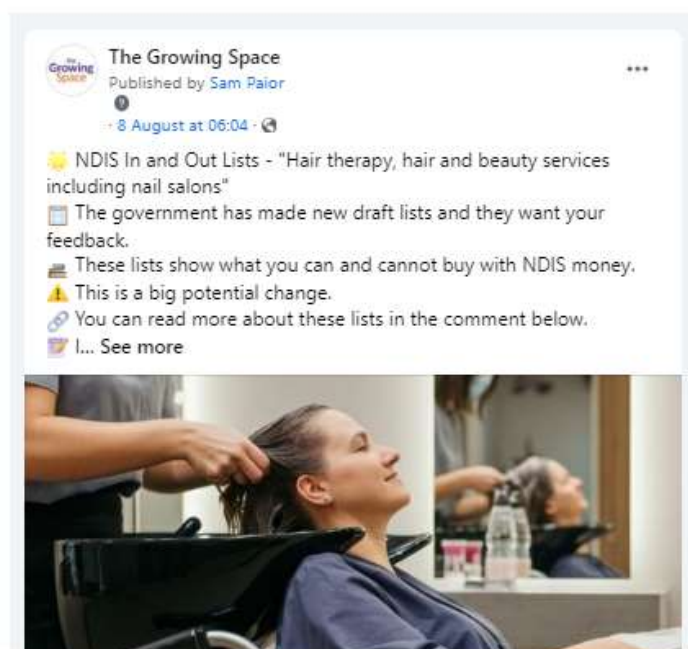 The Growing Space
The Growing Space
Published by Sam Paior
· 8 August at 06:04 ·
🌟 NDIS In and Out Lists - "Hair therapy, hair and beauty services
including nail salons"
📋 The government has made new draft lists and they want your
feedback.
📚 These lists show what you can and cannot buy with NDIS money.
⚠️ This is a big potential change.
🔗 You can read more about these lists in the comment below.
📝 I... See more